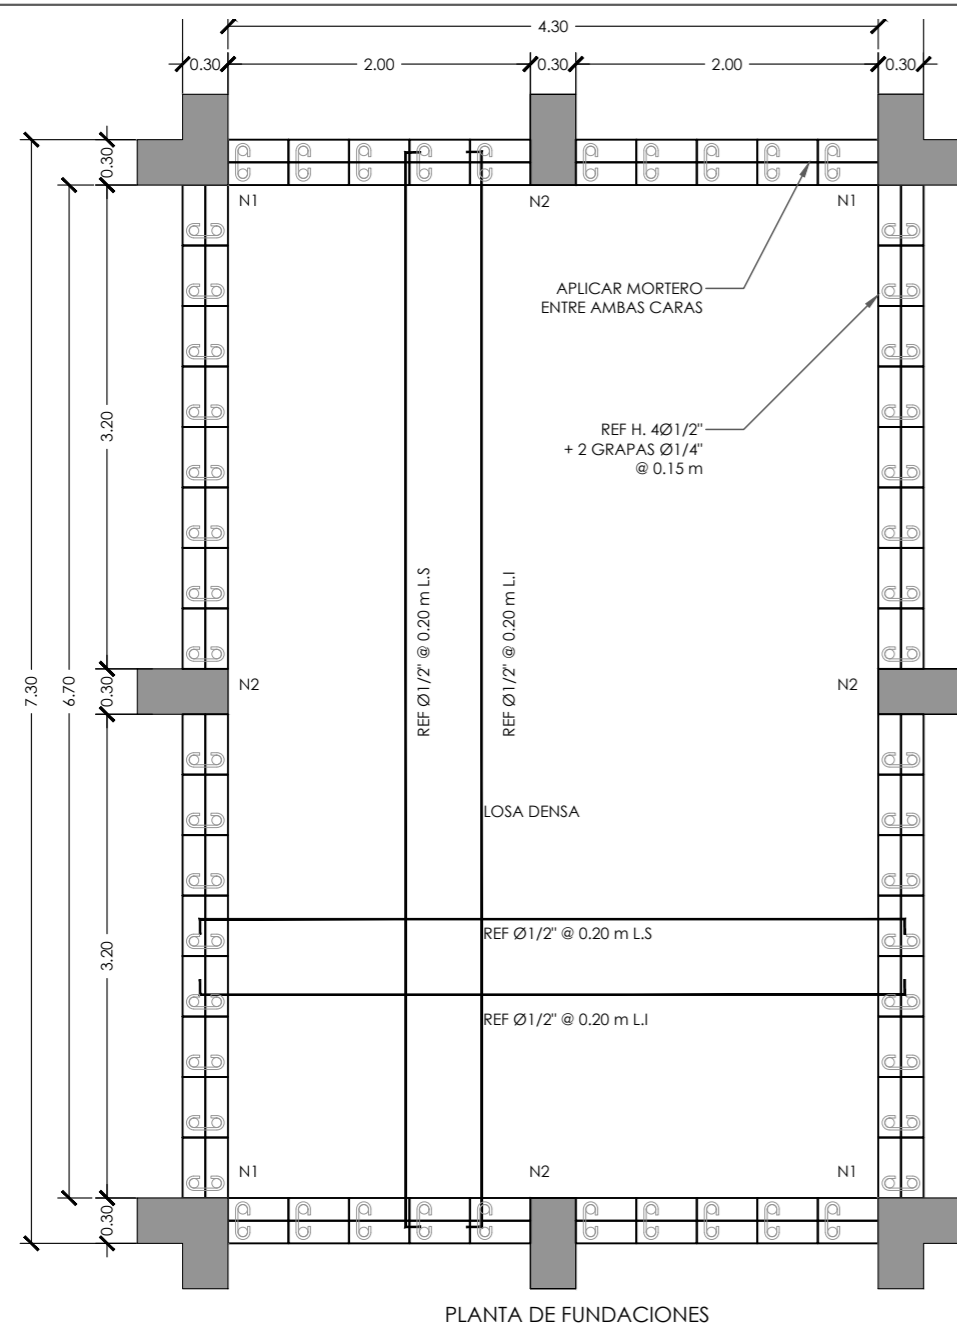 4.30
0.30
2.00
0.30
2.00
0.30
0.30
N1
N2
N1
APLICAR MORTERO
ENTRE AMBAS CARAS
REF H. 4Ø1/2"
+ 2 GRAPAS Ø1/4"
@ 0.15 m
3.20
REF Ø1/2" @ 0.20 m L.S
REF Ø1/2" @ 0.20 m L.I
7.30
6.70
0.30
N2
N2
LOSA DENSA
REF Ø1/2" @ 0.20 m L.S
3.20
REF Ø1/2" @ 0.20 m L.I
N1
N2
N1
0.30
PLANTA DE FUNDACIONES